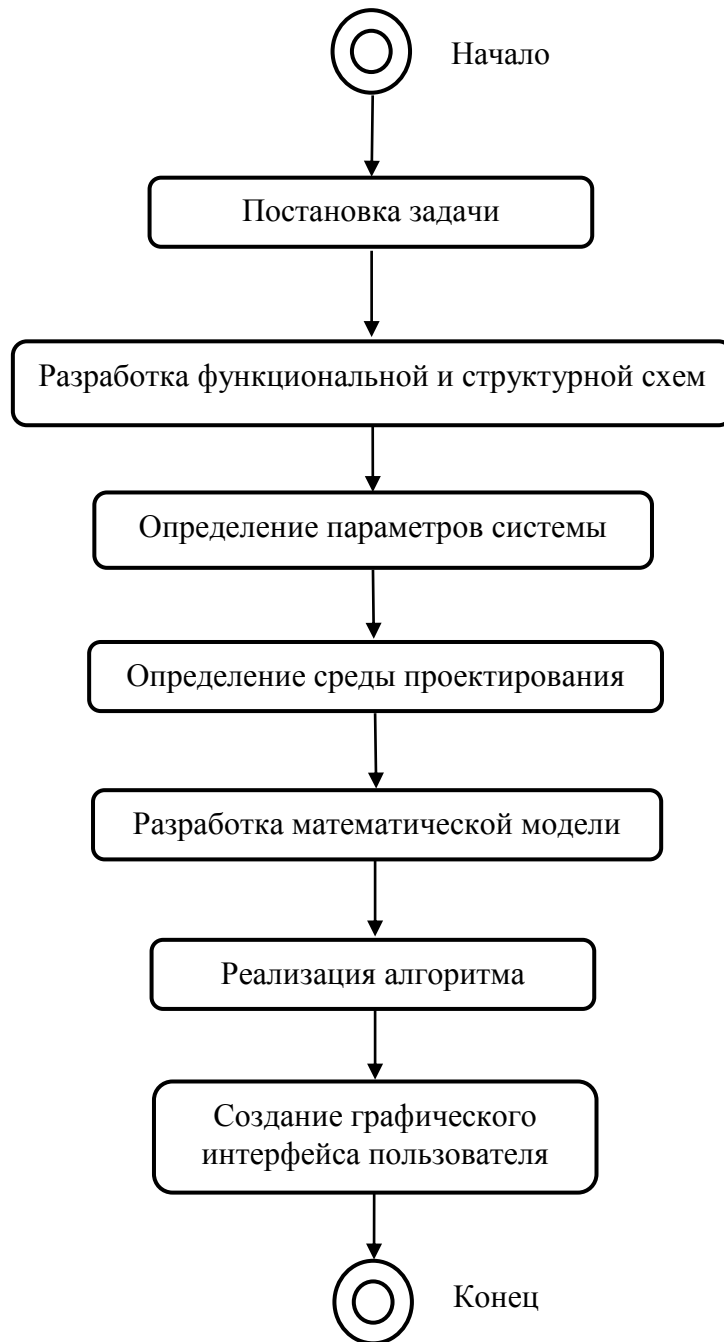 Начало
Постановка задачи
Разработка функциональной и структурной схем
Определение параметров системы
Определение среды проектирования
Разработка математической модели
Реализация алгоритма
Создание графического
интерфейса пользователя
Конец